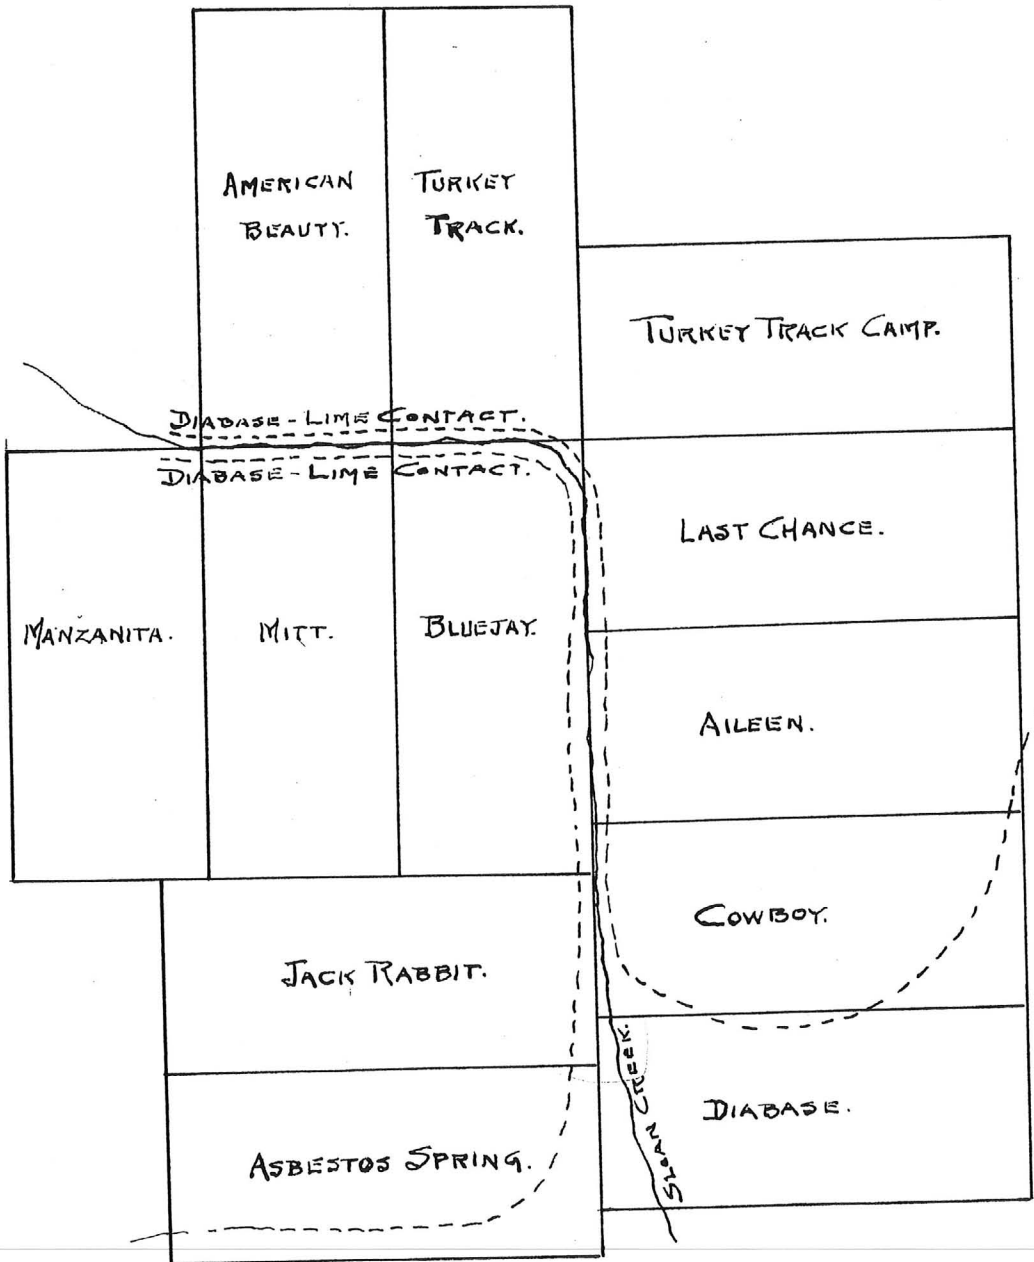 AMERICAN
BEAUTY.
TURKEY
TRACK.
TURKEY TRACK CAMP.
DIABASE - LIME CONTACT.
DIABASE - LIME CONTACT.
LAST CHANCE.
MANZANITA.
MITT.
BLUEJAY.
AILEEN.
COWBOY.
JACK RABBIT.
SLOAN CREEK.
DIABASE.
ASBESTOS SPRING.